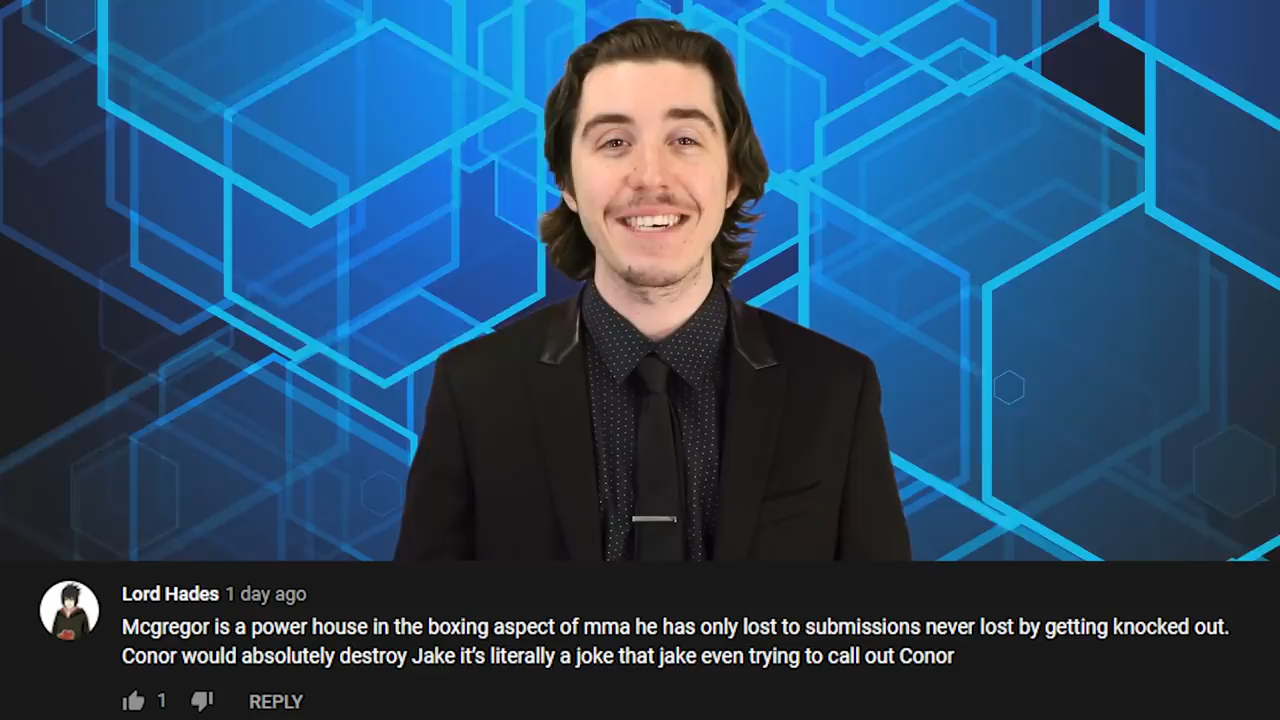 Lord Hades 1 day ago
Mcgregor is a power house in the boxing aspect of mma he has only lost to submissions never lost by getting knocked out.
Conor would absolutely destroy Jake it's literally a joke that jake even trying to call out Conor
1 REPLY